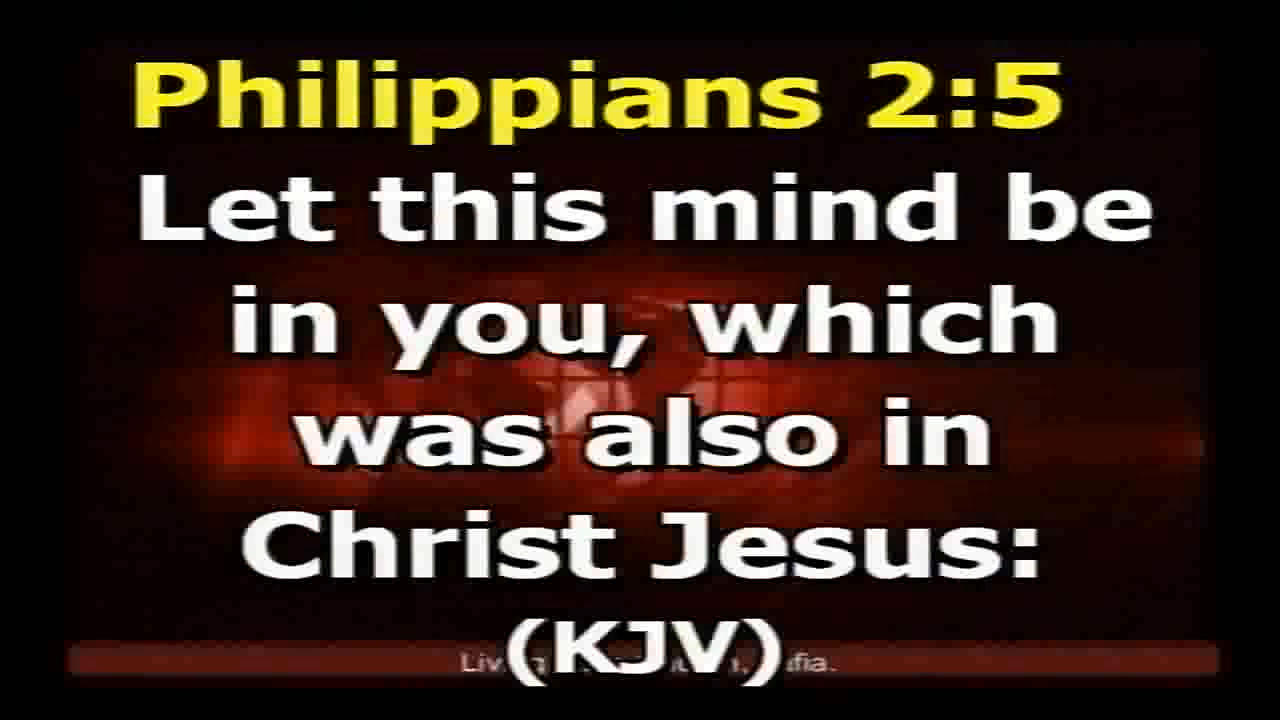 Philippians 2:5
Let this mind be
in you, which
was also in
Christ Jesus:
(KJV)